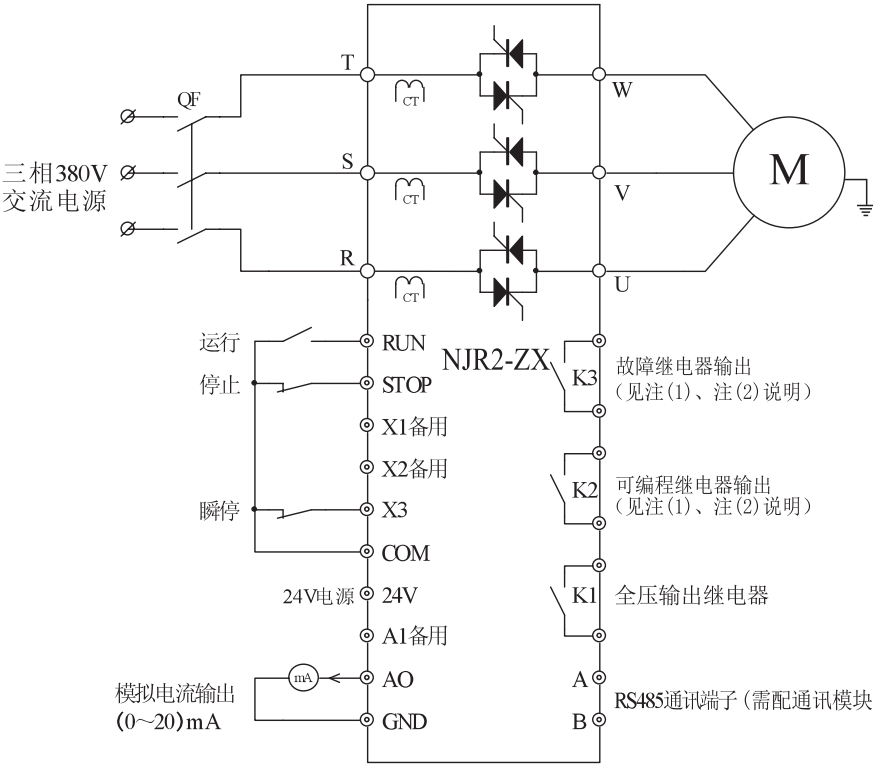 T
W
CT
QF
三相380V
交流电源
S
V
CT
M
R
U
CT
NJR2-ZX
运行
RUN
停止
STOP
X1备用
X2备用
瞬停
X3
COM
24V电源
24V
A1备用
mA
AO
模拟电流输出
(0～20)mA
GND
K3
故障继电器输出
(见注(1)、注(2)说明)
K2
可编程继电器输出
(见注(1)、注(2)说明)
K1
全压输出继电器
A
B
RS485通讯端子(需配通讯模块